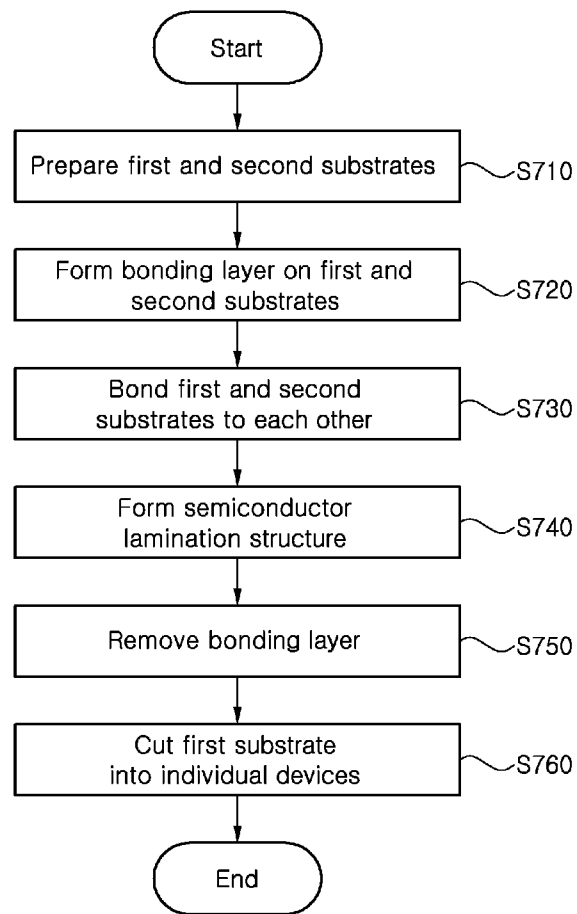 Start
Prepare first and second substrates
S710
Form bonding layer on first and
second substrates
S720
Bond first and second
substrates to each other
S730
Form semiconductor
lamination structure
S740
Remove bonding layer
S750
Cut first substrate
into individual devices
S760
End